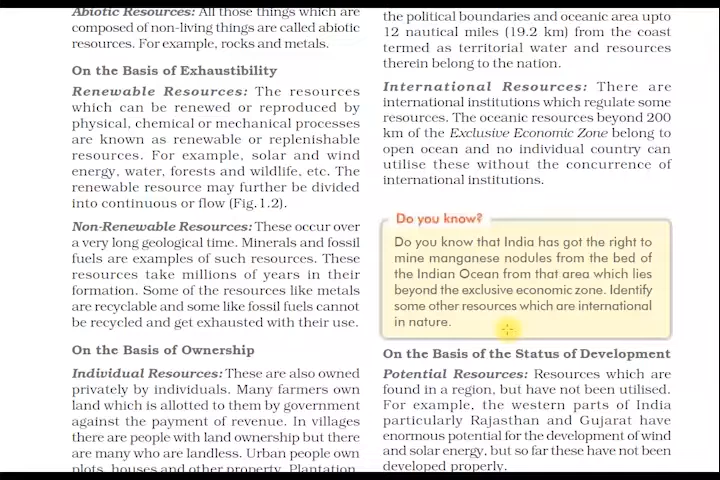 Abiotic Resources: All those things which are
composed of non-living things are called abiotic
resources. For example, rocks and metals.
On the Basis of Exhaustibility
Renewable Resources: The resources
which can be renewed or reproduced by
physical, chemical or mechanical processes
are known as renewable or replenishable
resources. For example, solar and wind
energy, water, forests and wildlife, etc. The
renewable resource may further be divided
into continuous or flow (Fig.1.2).
Non-Renewable Resources: These occur over
a very long geological time. Minerals and fossil
fuels are examples of such resources. These
resources take millions of years in their
formation. Some of the resources like metals
are recyclable and some like fossil fuels cannot
be recycled and get exhausted with their use.
On the Basis of Ownership
Individual Resources: These are also owned
privately by individuals. Many farmers own
land which is allotted to them by government
against the payment of revenue. In villages
there are people with land ownership but there
are many who are landless. Urban people own
plots, houses and other property. Plantation,
the political boundaries and oceanic area upto
12 nautical miles (19.2 km) from the coast
termed as territorial water and resources
therein belong to the nation.
International Resources: There are
international institutions which regulate some
resources. The oceanic resources beyond 200
km of the Exclusive Economic Zone belong to
open ocean and no individual country can
utilise these without the concurrence of
international institutions.
Do you know?
Do you know that India has got the right to
mine manganese nodules from the bed of
the Indian Ocean from that area which lies
beyond the exclusive economic zone. Identify
some other resources which are international
in nature.
On the Basis of the Status of Development
Potential Resources: Resources which are
found in a region, but have not been utilised.
For example, the western parts of India
particularly Rajasthan and Gujarat have
enormous potential for the development of wind
and solar energy, but so far these have not been
developed properly.